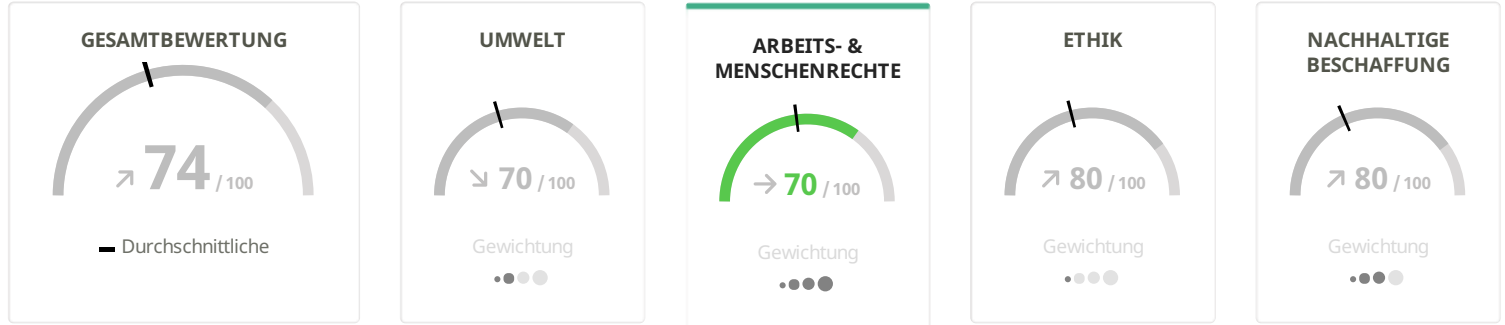 GESAMTBEWERTUNG
74 / 100
Durchschnittliche
UMWELT
70 / 100
Gewichtung
ARBEITS- &
MENSCHENRECHTE
70 / 100
Gewichtung
ETHIK
80 / 100
Gewichtung
NACHHALTIGE
BESCHAFFUNG
80 / 100
Gewichtung